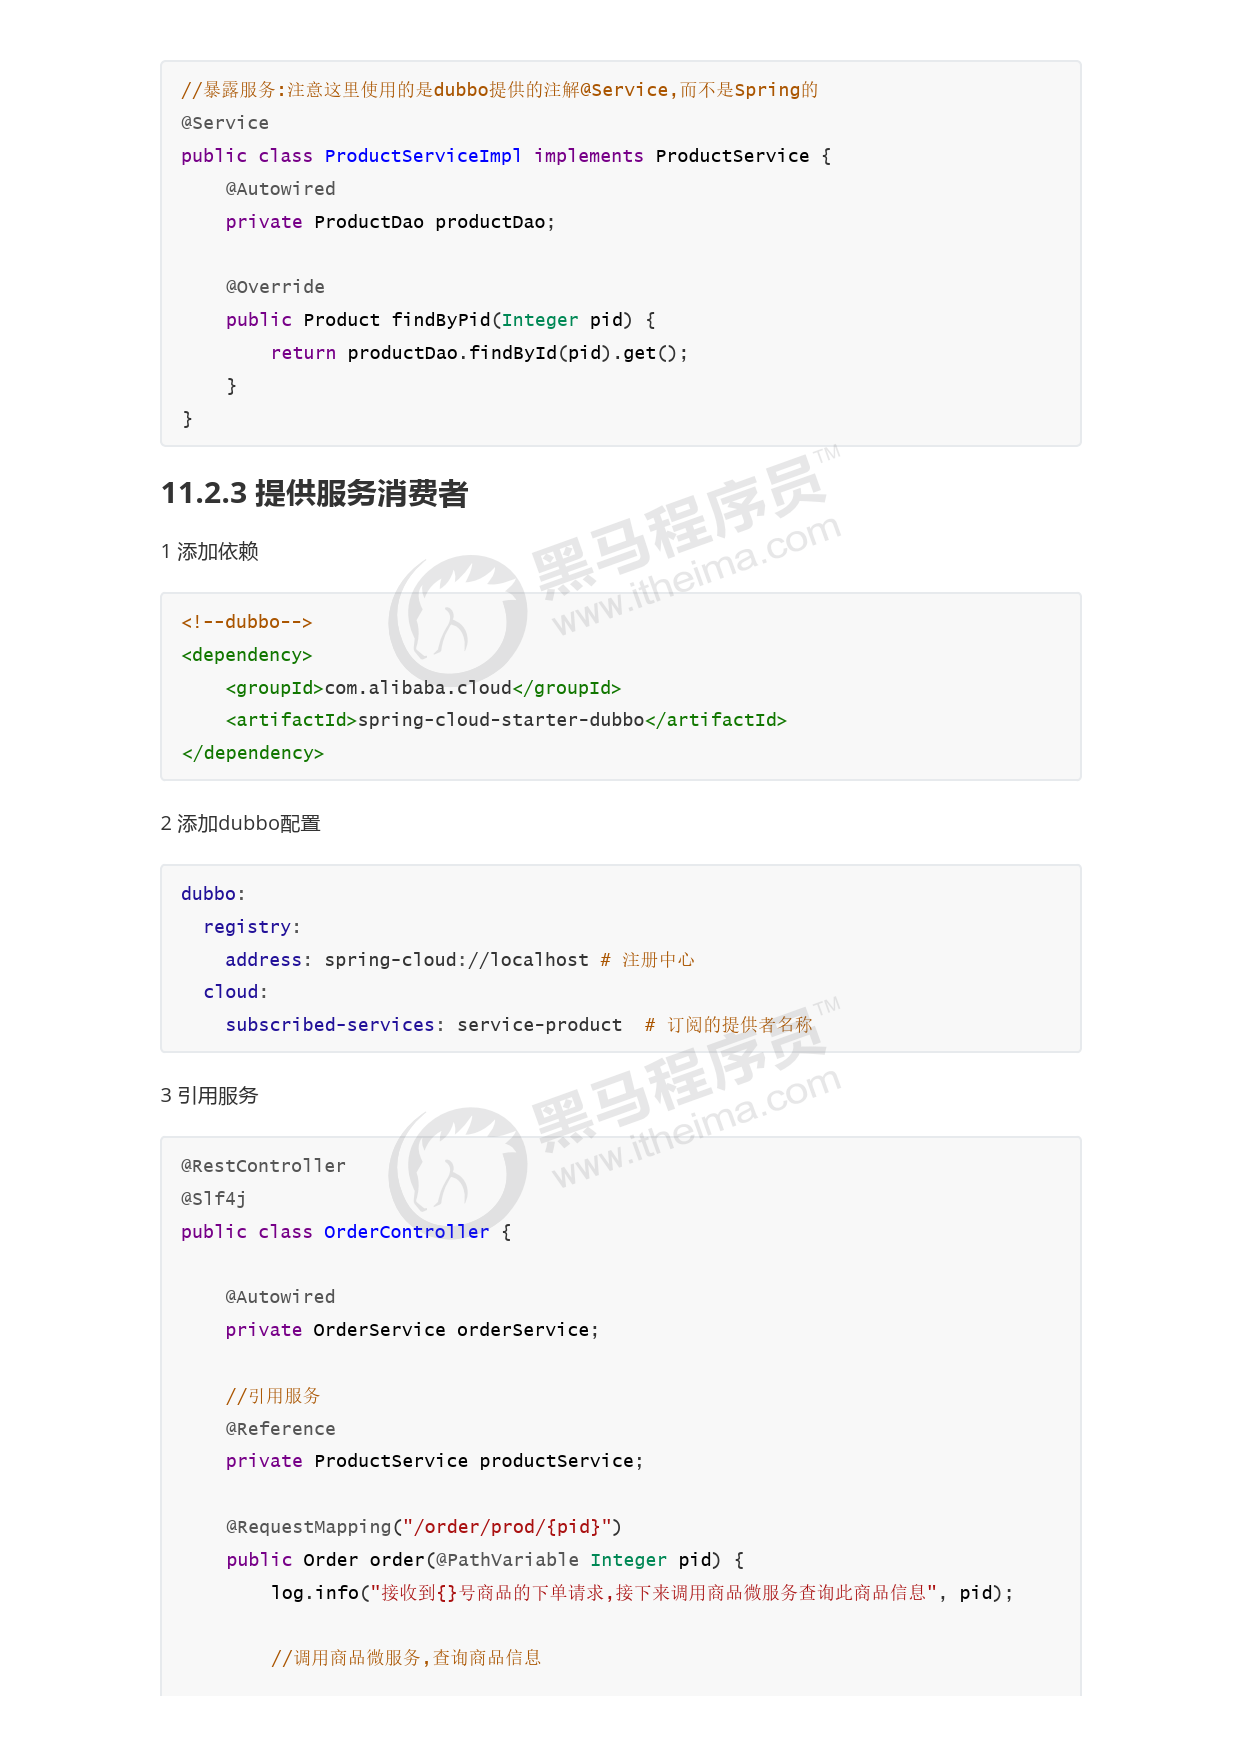 //暴露服务:注意这里使用的是dubbo提供的注解@Service,而不是Spring的
@Service
public class ProductServiceImpl implements ProductService {
    @Autowired
    private ProductDao productDao;
    @Override
    public Product findByPid(Integer pid) {
        return productDao.findById(pid).get();
    }
}
11.2.3 提供服务消费者
1 添加依赖
<!--dubbo-->
<dependency>
    <groupId>com.alibaba.cloud</groupId>
    <artifactId>spring-cloud-starter-dubbo</artifactId>
</dependency>
2 添加dubbo配置
dubbo:
  registry:
    address: spring-cloud://localhost # 注册中心
  cloud:
    subscribed-services: service-product  # 订阅的提供者名称
3 引用服务
@RestController
@Slf4j
public class OrderController {
    @Autowired
    private OrderService orderService;
    //引用服务
    @Reference
    private ProductService productService;
    @RequestMapping("/order/prod/{pid}")
    public Order order(@PathVariable Integer pid) {
        log.info("接收到{}号商品的下单请求,接下来调用商品微服务查询此商品信息", pid);
        //调用商品微服务,查询商品信息
黑马程序员™
www.itheima.com
黑马程序员™
www.itheima.com